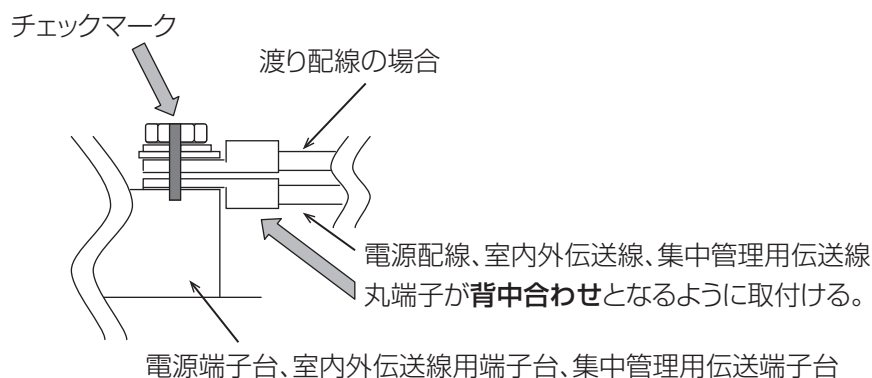 チェックマーク
渡り配線の場合
電源配線、室内外伝送線、集中管理用伝送線
丸端子が背中合わせとなるように取付ける。
電源端子台、室内外伝送線用端子台、集中管理用伝送端子台